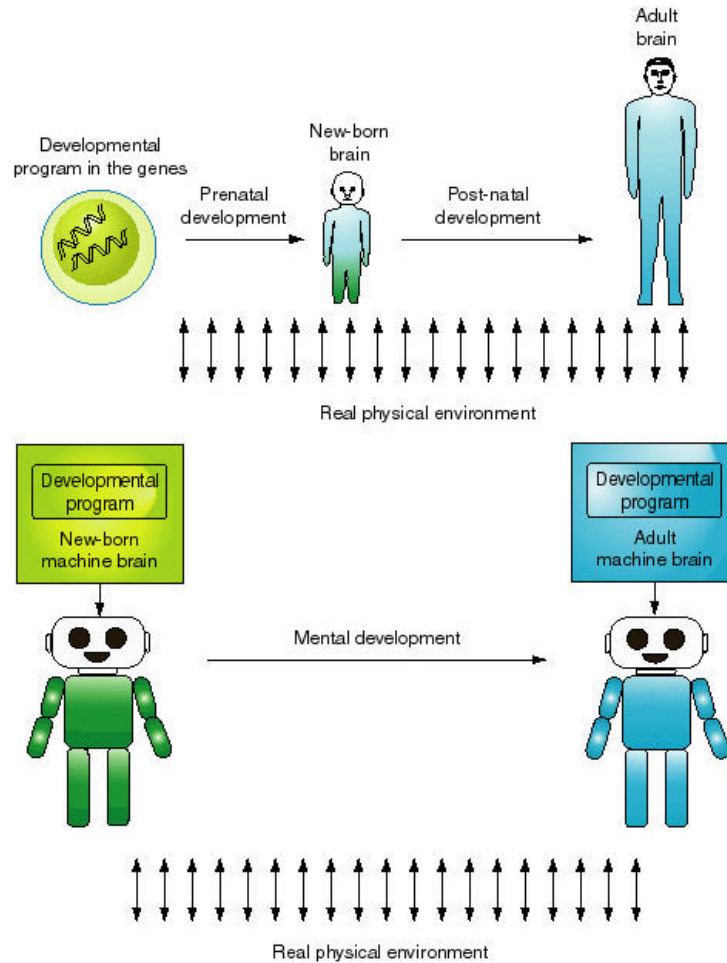 Adult
brain
New-born
brain
Developmental
program in the genes
Prenatal
development
Post-natal
development
Real physical environment
Developmental
program
New-born
machine brain
Developmental
program
Adult
machine brain
Mental development
Real physical environment